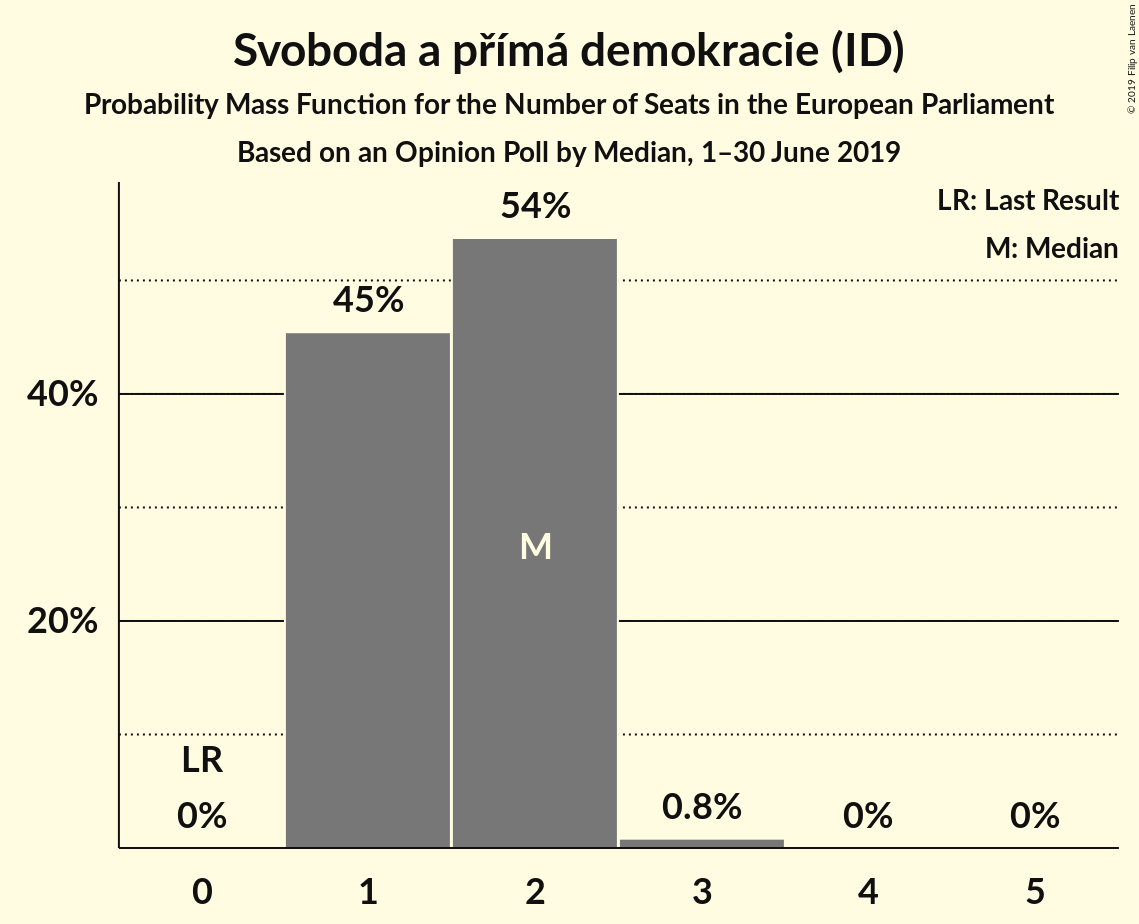 Svoboda a přímá demokracie (ID)
Probability Mass Function for the Number of Seats in the European Parliament
Based on an Opinion Poll by Median, 1–30 June 2019
© 2019 Filip van Laenen
LR: Last Result
M: Median
54%
45%
40%
M
20%
LR
0%
0.8%
0%
0%
0
1
2
3
4
5